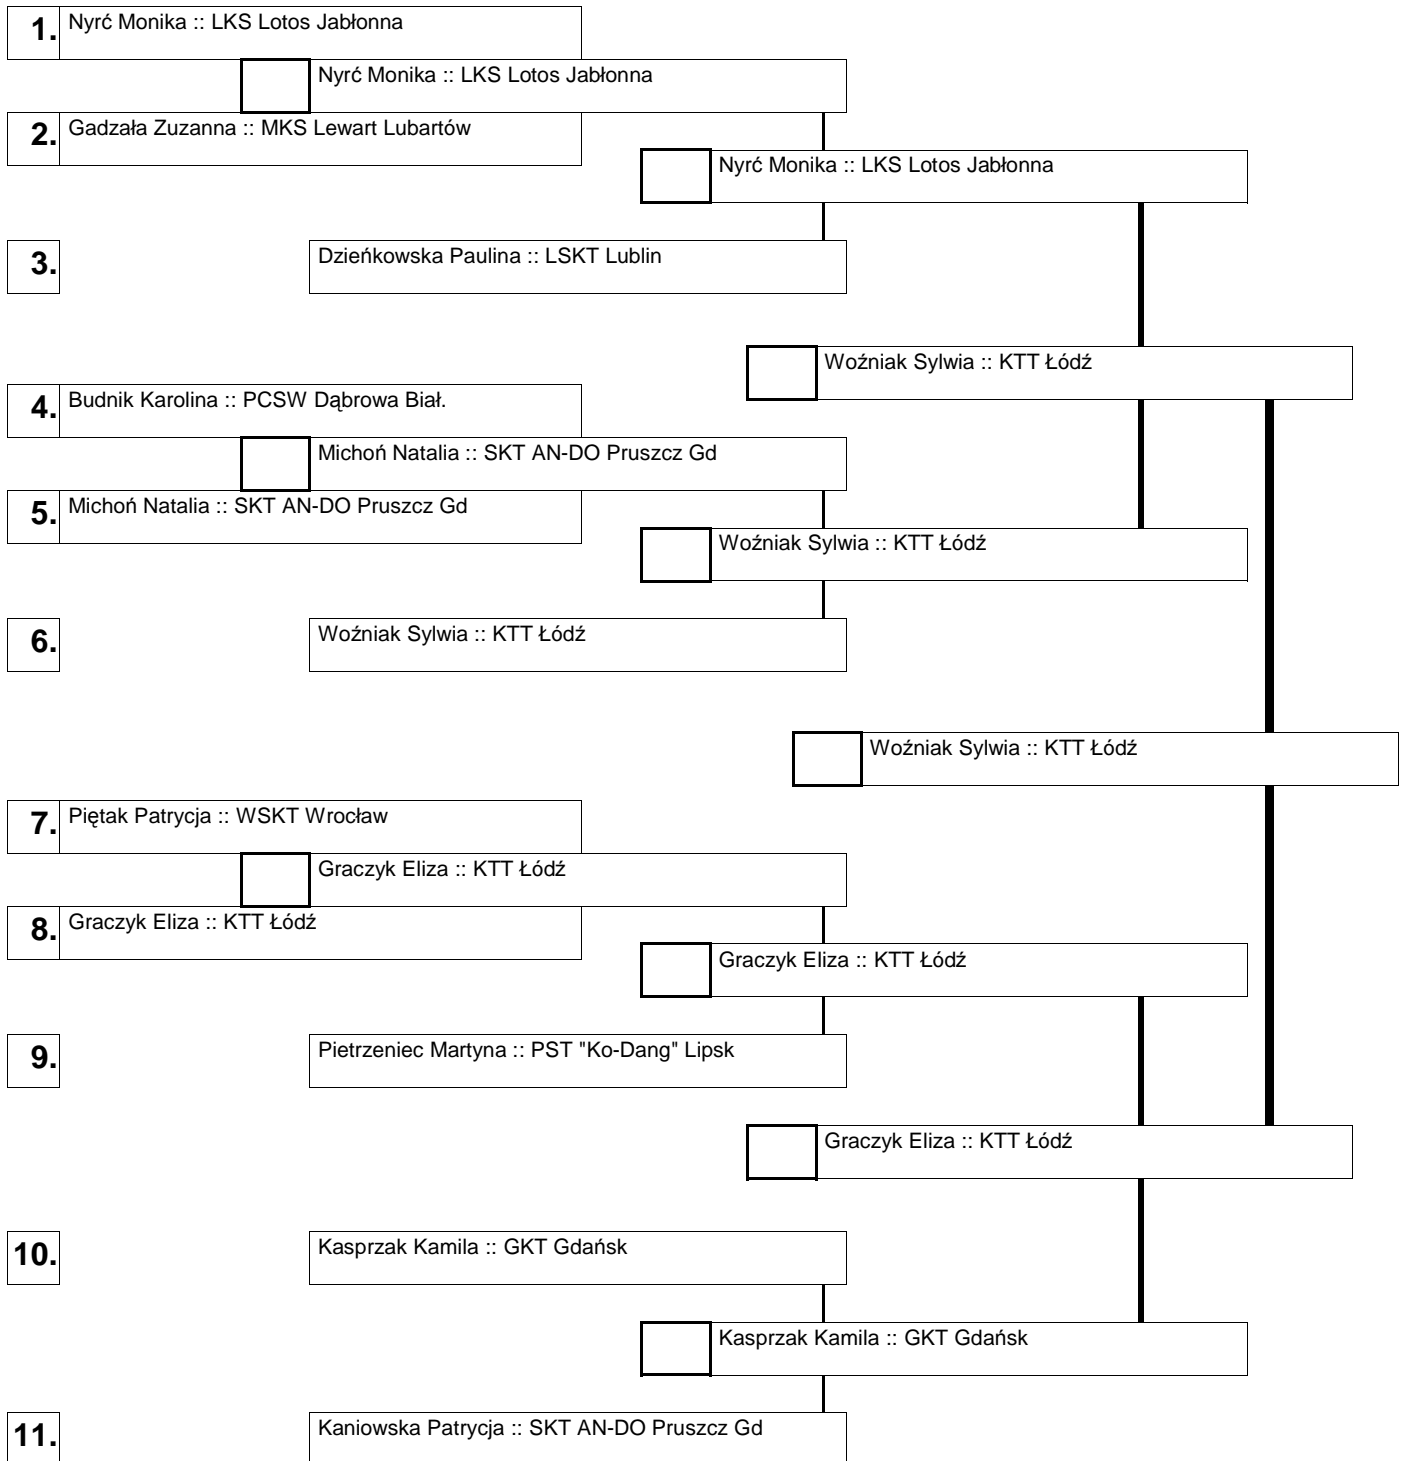 1. Nyrć Monika :: LKS Lotos Jabłonna
Nyrć Monika :: LKS Lotos Jabłonna
2. Gadzała Zuzanna :: MKS Lewart Lubartów
Nyrć Monika :: LKS Lotos Jabłonna
3. Dzieńkowska Paulina :: LSKT Lublin
Woźniak Sylwia :: KTT Łódź
4. Budnik Karolina :: PCSW Dąbrowa Biał.
Michoń Natalia :: SKT AN-DO Pruszcz Gd
5. Michoń Natalia :: SKT AN-DO Pruszcz Gd
Woźniak Sylwia :: KTT Łódź
6. Woźniak Sylwia :: KTT Łódź
Woźniak Sylwia :: KTT Łódź
7. Piętak Patrycja :: WSKT Wrocław
Graczyk Eliza :: KTT Łódź
8. Graczyk Eliza :: KTT Łódź
Graczyk Eliza :: KTT Łódź
9. Pietrzeniec Martyna :: PST "Ko-Dang" Lipsk
Graczyk Eliza :: KTT Łódź
10. Kasprzak Kamila :: GKT Gdańsk
Kasprzak Kamila :: GKT Gdańsk
11. Kaniowska Patrycja :: SKT AN-DO Pruszcz Gd